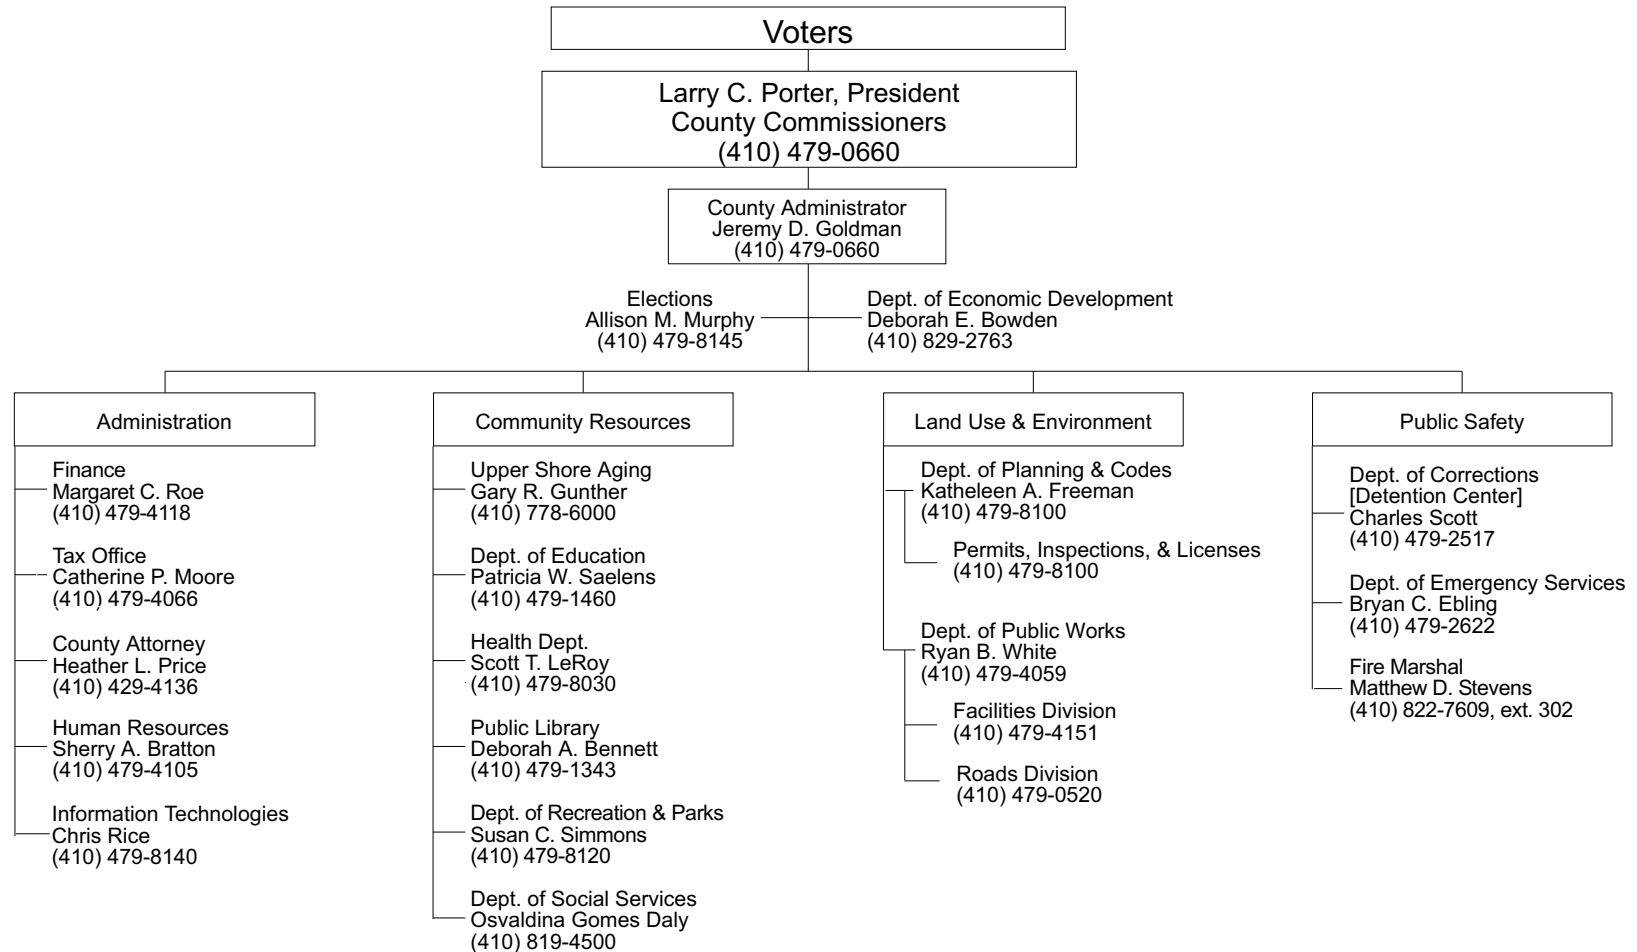 Voters
Larry C. Porter, President
County Commissioners
(410) 479-0660
County Administrator
Jeremy D. Goldman
(410) 479-0660
Elections
Allison M. Murphy
(410) 479-8145
Dept. of Economic Development
Deborah E. Bowden
(410) 829-2763
Administration
Finance
Margaret C. Roe
(410) 479-4118
Tax Office
Catherine P. Moore
(410) 479-4066
County Attorney
Heather L. Price
(410) 429-4136
Human Resources
Sherry A. Bratton
(410) 479-4105
Information Technologies
Chris Rice
(410) 479-8140
Community Resources
Upper Shore Aging
Gary R. Gunther
(410) 778-6000
Dept. of Education
Patricia W. Saelens
(410) 479-1460
Health Dept.
Scott T. LeRoy
(410) 479-8030
Public Library
Deborah A. Bennett
(410) 479-1343
Dept. of Recreation & Parks
Susan C. Simmons
(410) 479-8120
Dept. of Social Services
Osvaldina Gomes Daly
(410) 819-4500
Land Use & Environment
Dept. of Planning & Codes
Katheleen A. Freeman
(410) 479-8100
Permits, Inspections, & Licenses
(410) 479-8100
Dept. of Public Works
Ryan B. White
(410) 479-4059
Facilities Division
(410) 479-4151
Roads Division
(410) 479-0520
Public Safety
Dept. of Corrections
[Detention Center]
Charles Scott
(410) 479-2517
Dept. of Emergency Services
Bryan C. Ebling
(410) 479-2622
Fire Marshal
Matthew D. Stevens
(410) 822-7609, ext. 302